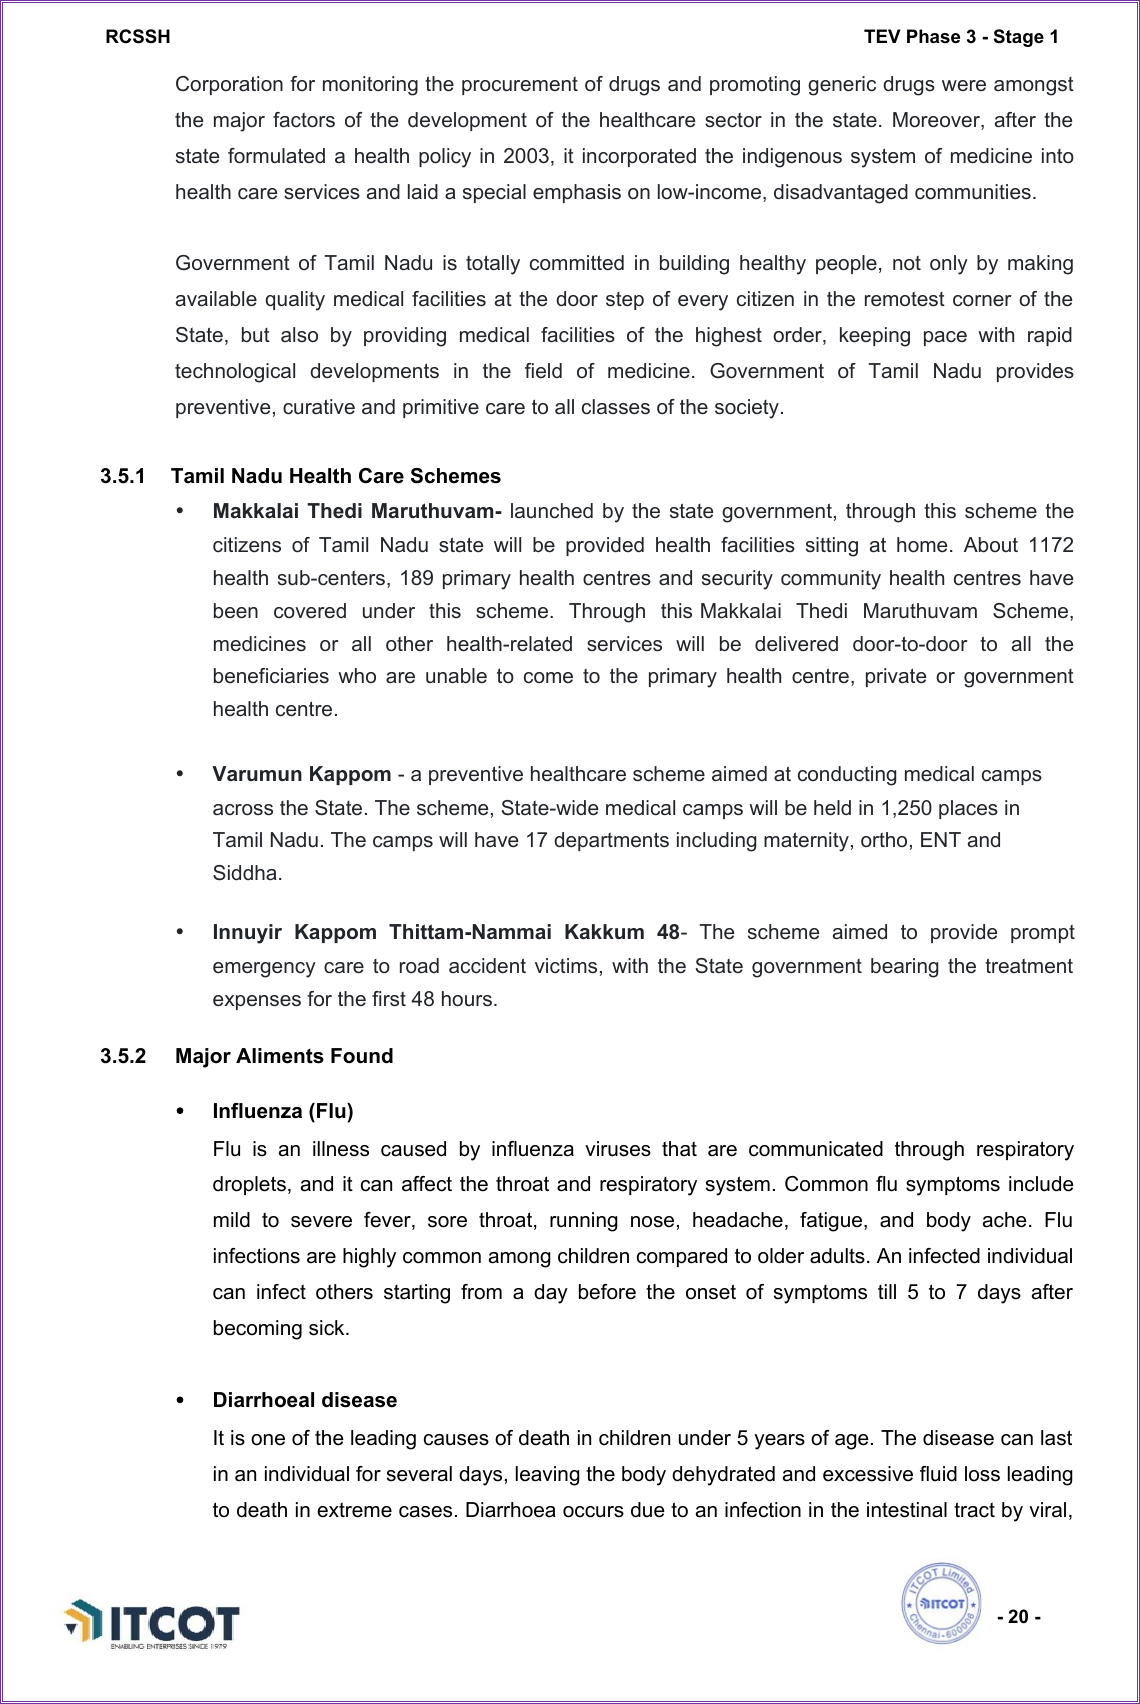 RCSSH TEV Phase 3 - Stage 1
Corporation for monitoring the procurement of drugs and promoting generic drugs were amongst
the major factors of the development of the healthcare sector in the state. Moreover, after the
state formulated a health policy in 2003, it incorporated the indigenous system of medicine into
health care services and laid a special emphasis on low-income, disadvantaged communities.
Government of Tamil Nadu is totally committed in building healthy people, not only by making
available quality medical facilities at the door step of every citizen in the remotest corner of the
State, but also by providing medical facilities of the highest order, keeping pace with rapid
technological developments in the field of medicine. Government of Tamil Nadu provides
preventive, curative and primitive care to all classes of the society.
3.5.1 Tamil Nadu Health Care Schemes
• Makkalai Thedi Maruthuvam- launched by the state government, through this scheme the
citizens of Tamil Nadu state will be provided health facilities sitting at home. About 1172
health sub-centers, 189 primary health centres and security community health centres have
been covered under this scheme. Through this Makkalai Thedi Maruthuvam Scheme,
medicines or all other health-related services will be delivered door-to-door to all the
beneficiaries who are unable to come to the primary health centre, private or government
health centre.
• Varumun Kappom - a preventive healthcare scheme aimed at conducting medical camps
across the State. The scheme, State-wide medical camps will be held in 1,250 places in
Tamil Nadu. The camps will have 17 departments including maternity, ortho, ENT and
Siddha.
• Innuyir Kappom Thittam-Nammai Kakkum 48- The scheme aimed to provide prompt
emergency care to road accident victims, with the State government bearing the treatment
expenses for the first 48 hours.
3.5.2 Major Aliments Found
• Influenza (Flu)
Flu is an illness caused by influenza viruses that are communicated through respiratory
droplets, and it can affect the throat and respiratory system. Common flu symptoms include
mild to severe fever, sore throat, running nose, headache, fatigue, and body ache. Flu
infections are highly common among children compared to older adults. An infected individual
can infect others starting from a day before the onset of symptoms till 5 to 7 days after
becoming sick.
• Diarrhoeal disease
It is one of the leading causes of death in children under 5 years of age. The disease can last
in an individual for several days, leaving the body dehydrated and excessive fluid loss leading
to death in extreme cases. Diarrhoea occurs due to an infection in the intestinal tract by viral,
ITCOT
ENABLING ENTERPRISES SINCE 1979
ITCOT Limited
ITCOT
Chennai - 600006
- 20 -